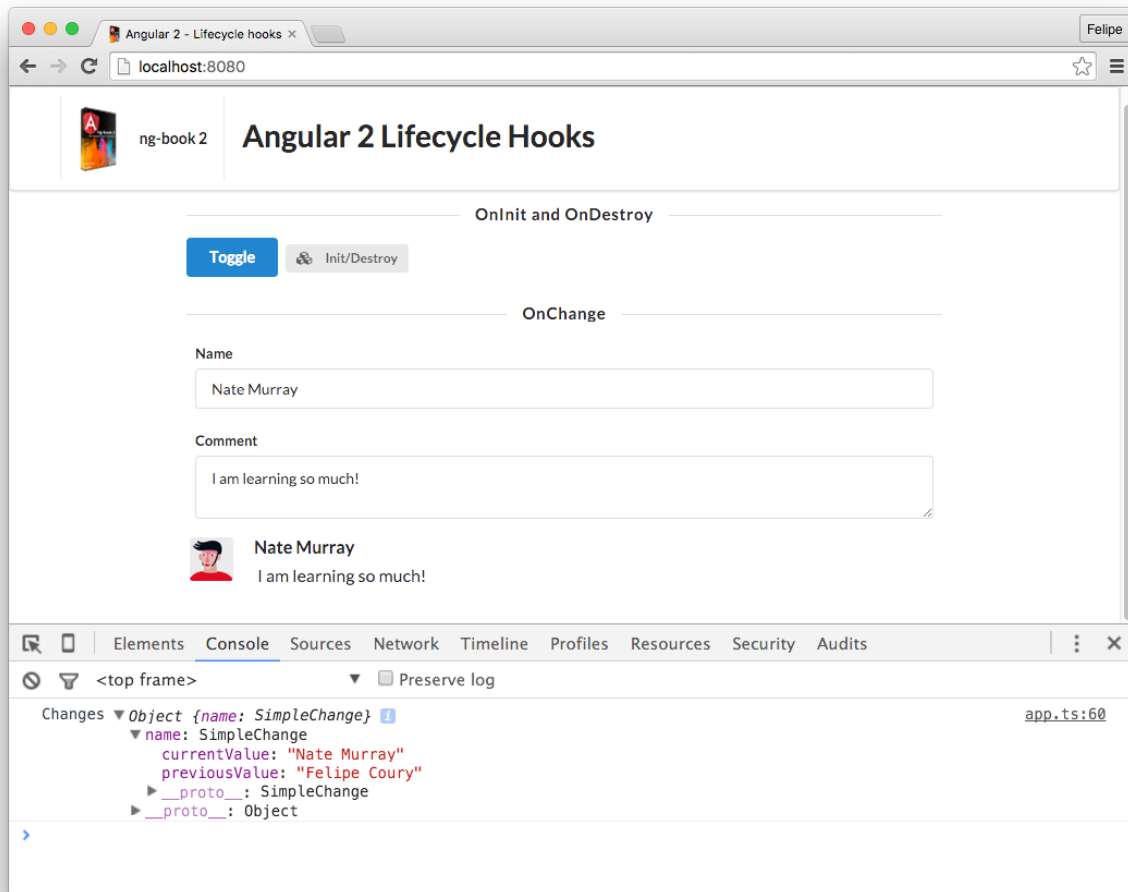 Angular 2 - Lifecycle hooks ×
Felipe
localhost:8080
ng-book 2
Angular 2 Lifecycle Hooks
OnInit and OnDestroy
Toggle
Init/Destroy
OnChange
Name
Nate Murray
Comment
I am learning so much!
Nate Murray
I am learning so much!
Elements Console Sources Network Timeline Profiles Resources Security Audits
<top frame> ▼ Preserve log
Changes ▼Object {name: SimpleChange} i app.ts:60
▼name: SimpleChange
currentValue: "Nate Murray"
previousValue: "Felipe Coury"
▶__proto__: SimpleChange
▶__proto__: Object